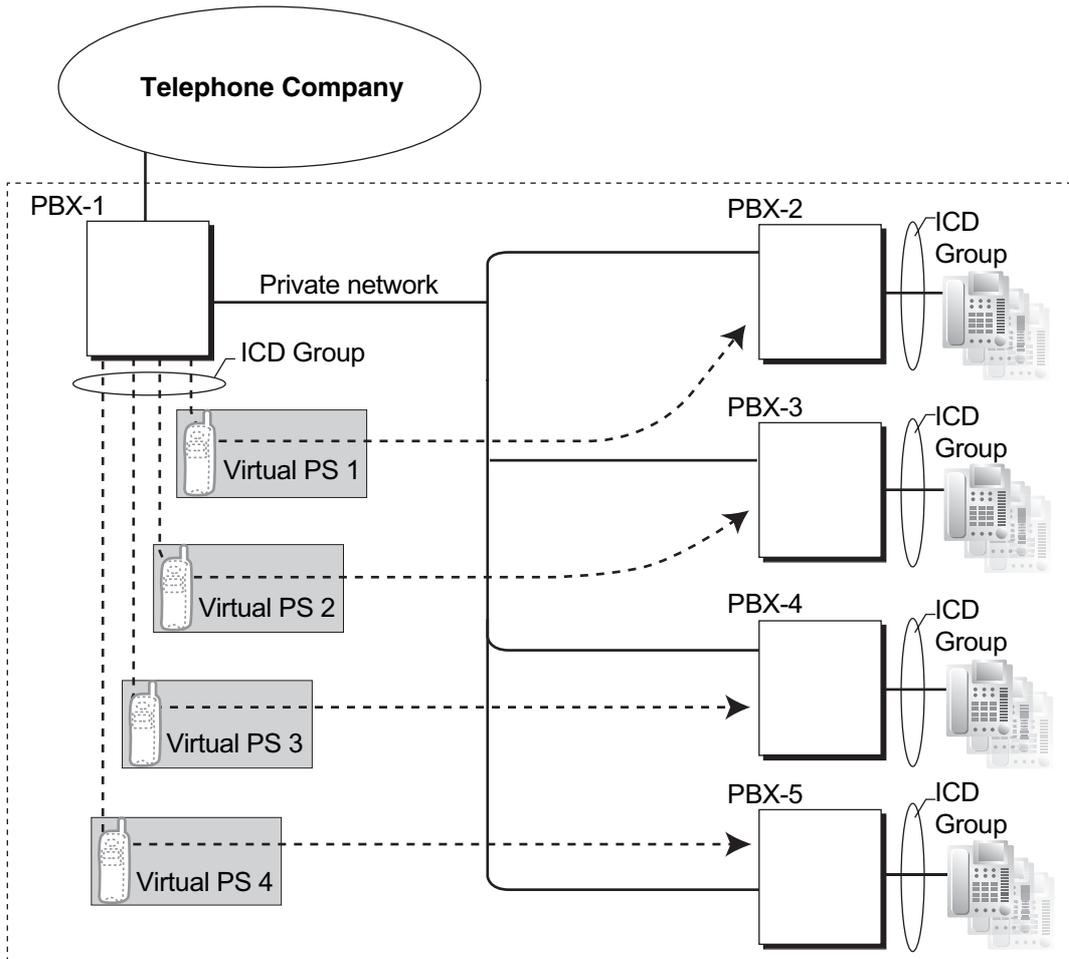 Telephone Company
PBX-1
Private network
ICD Group
Virtual PS 1
Virtual PS 2
Virtual PS 3
Virtual PS 4
PBX-2
ICD
Group
PBX-3
ICD
Group
PBX-4
ICD
Group
PBX-5
ICD
Group